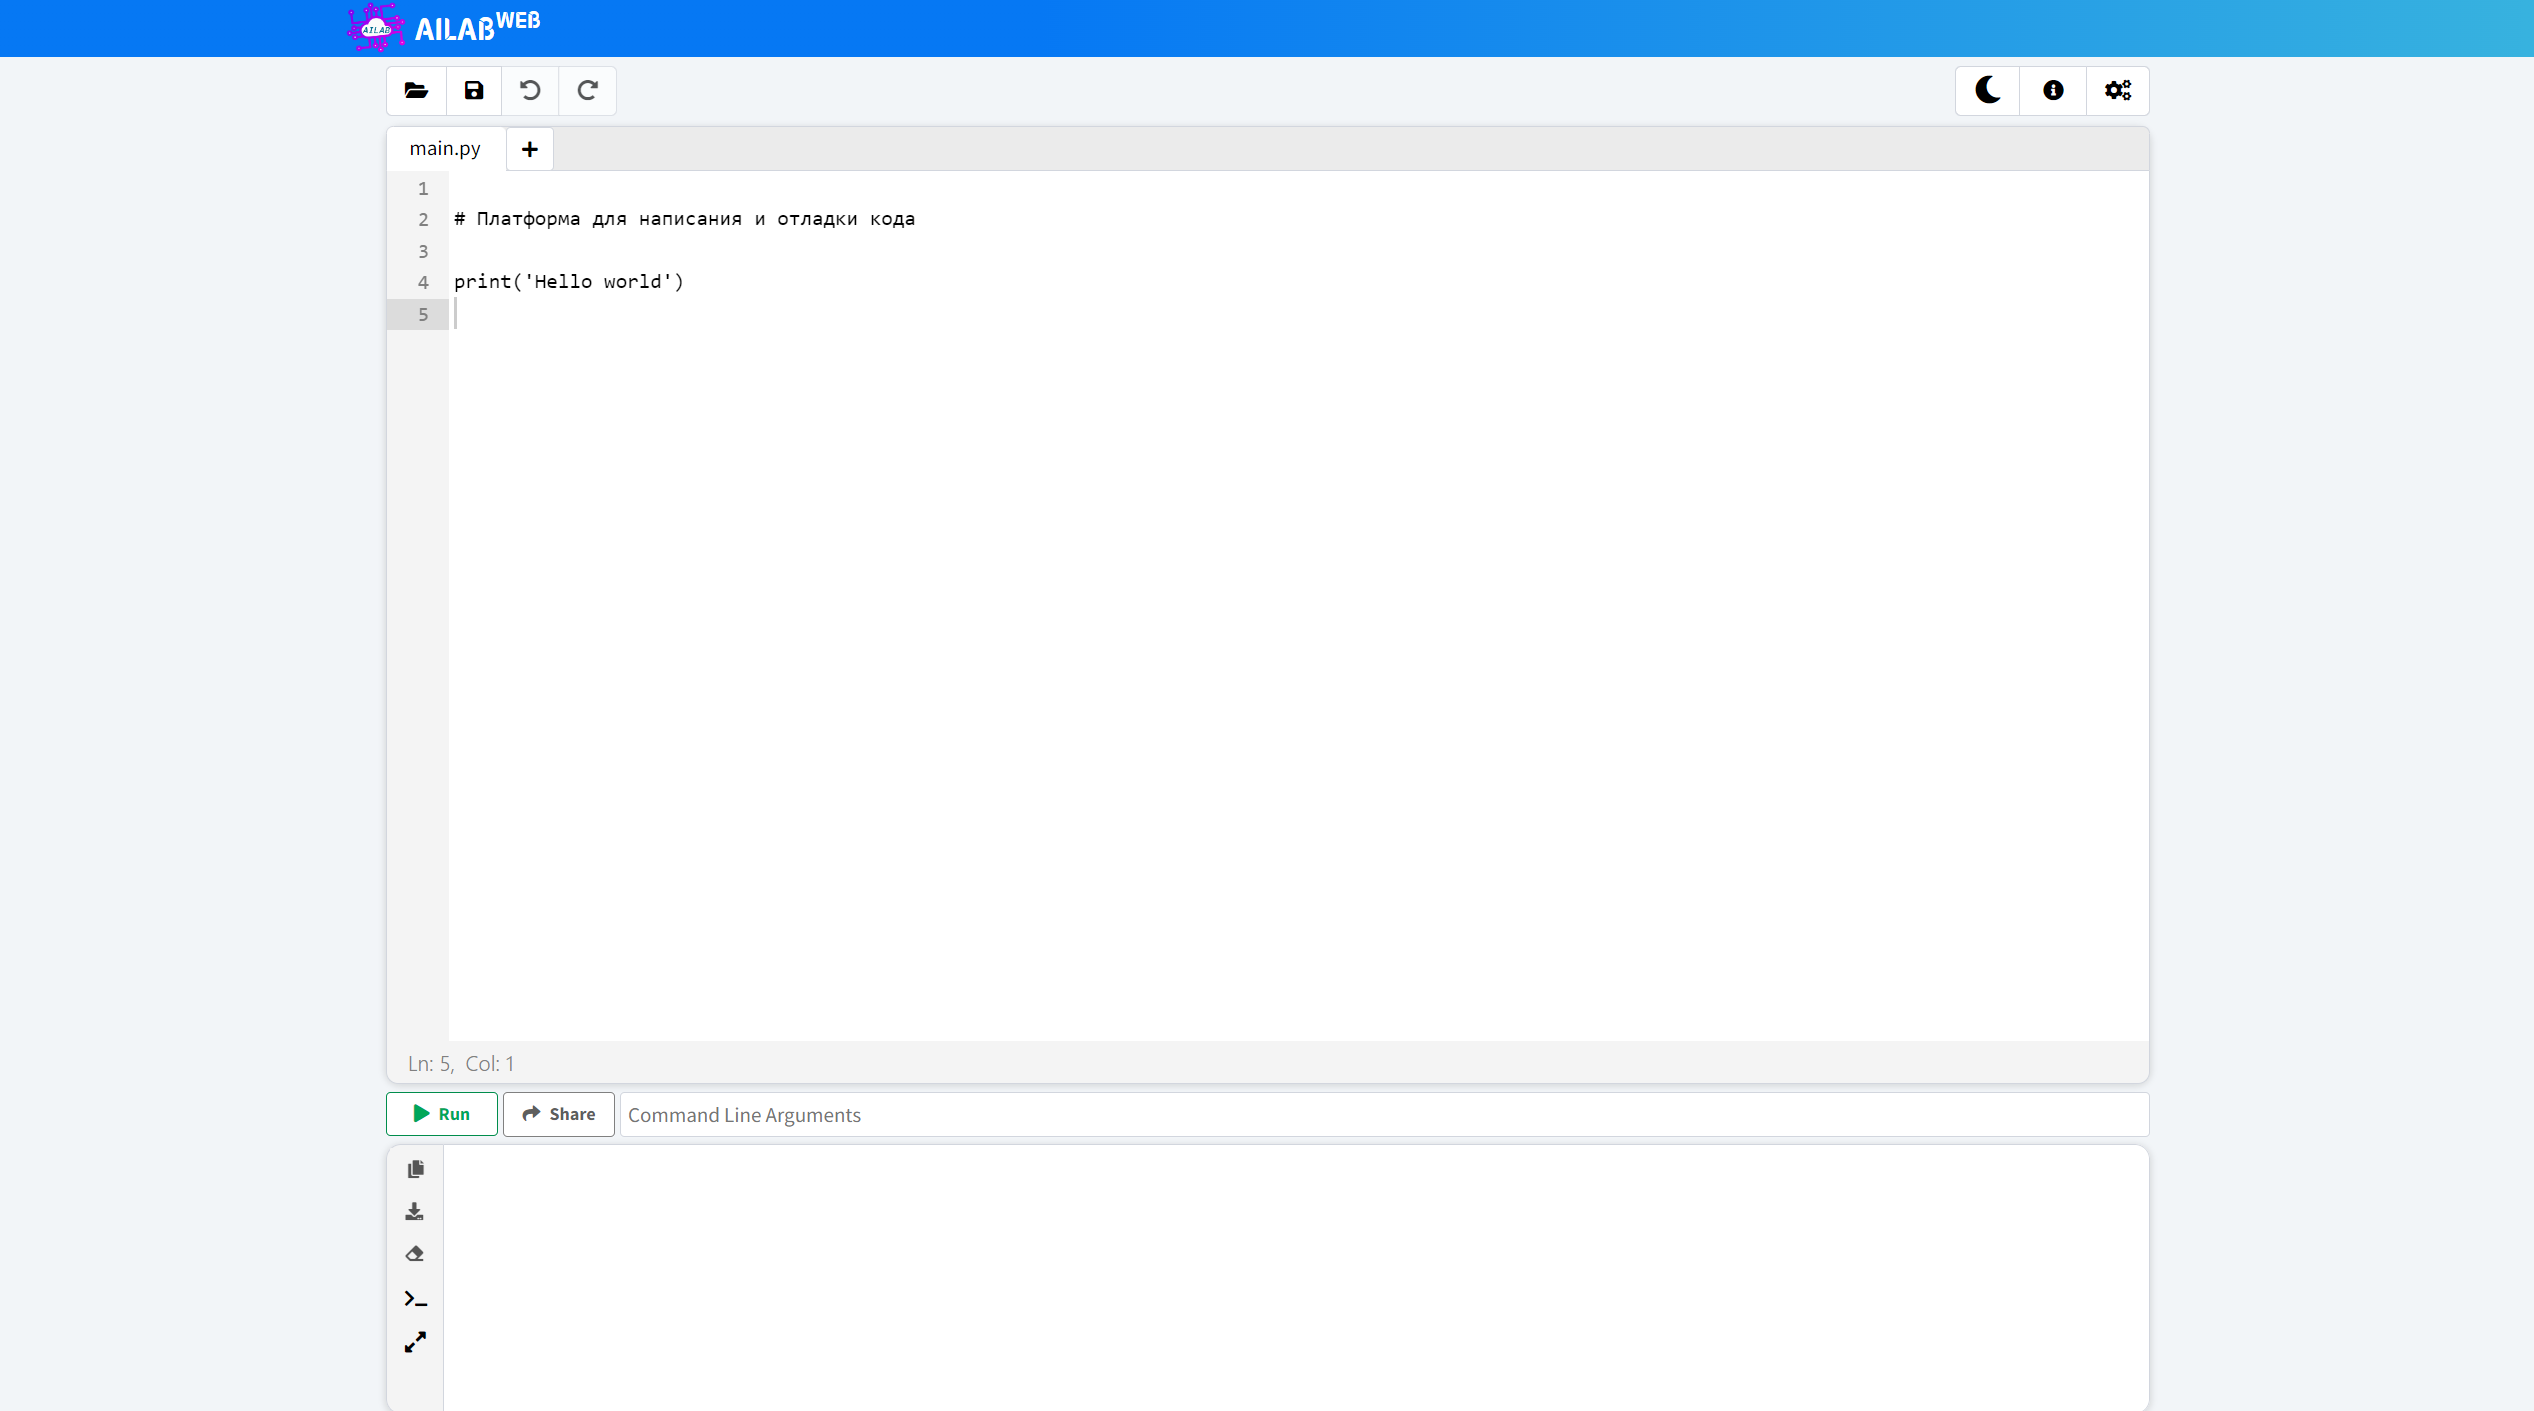 AILAB
AILABWEB
main.py
1
2 # Платформа для написания и отладки кода
3
4 print('Hello world')
5
Ln: 5, Col: 1
Run Share Command Line Arguments